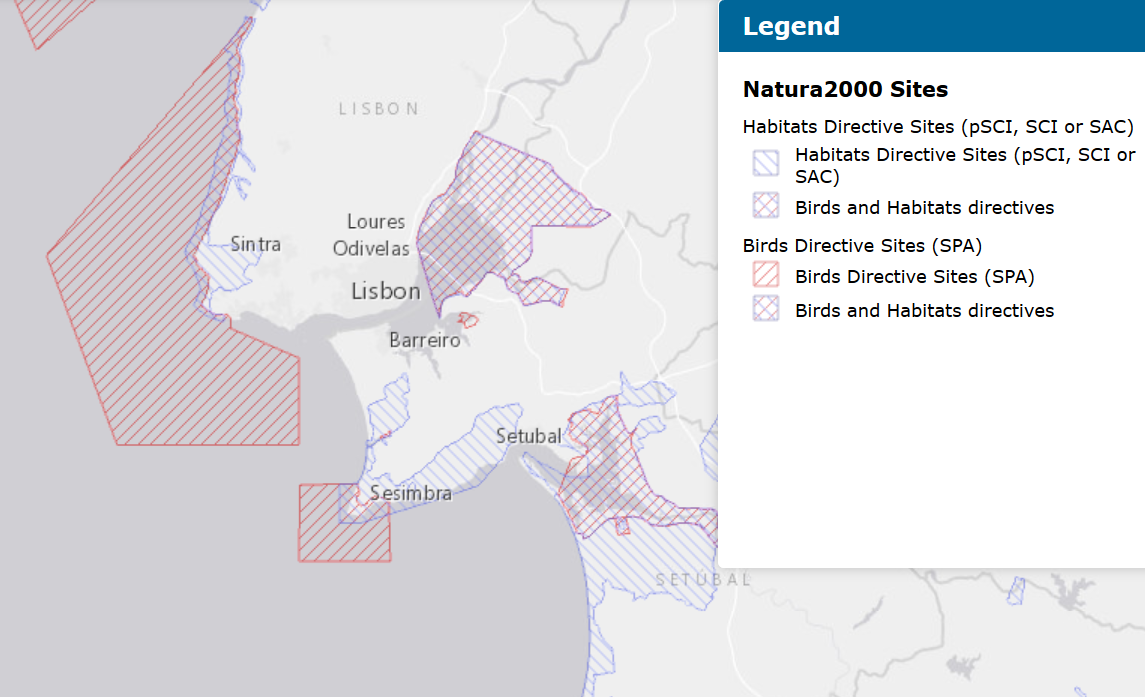 Legend
Natura2000 Sites
Habitats Directive Sites (pSCI, SCI or SAC)
Habitats Directive Sites (pSCI, SCI or
SAC)
Birds and Habitats directives
Birds Directive Sites (SPA)
Birds Directive Sites (SPA)
Birds and Habitats directives
LISBON
Loures
Sintra
Odivelas
Lisbon
Barreiro
Setubal
Sesimbra
SETÚBAL